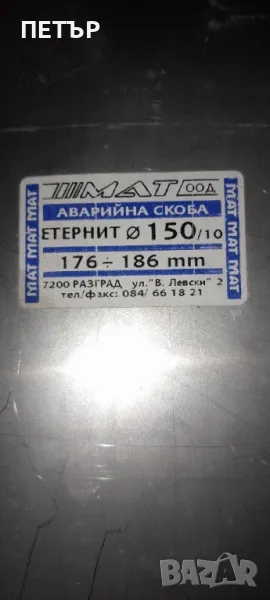 ПЕТЪР
МАТ ООД
АВАРИЙНА СКОБА
ЕТЕРНИТ Ø 150/10
176 ÷ 186 mm
7200 РАЗГРАД ул."В. Левски" 2
тел/факс: 084/ 66 18 21
МАТ МАТ МАТ
МАТ МАТ МАТ
BAZAR